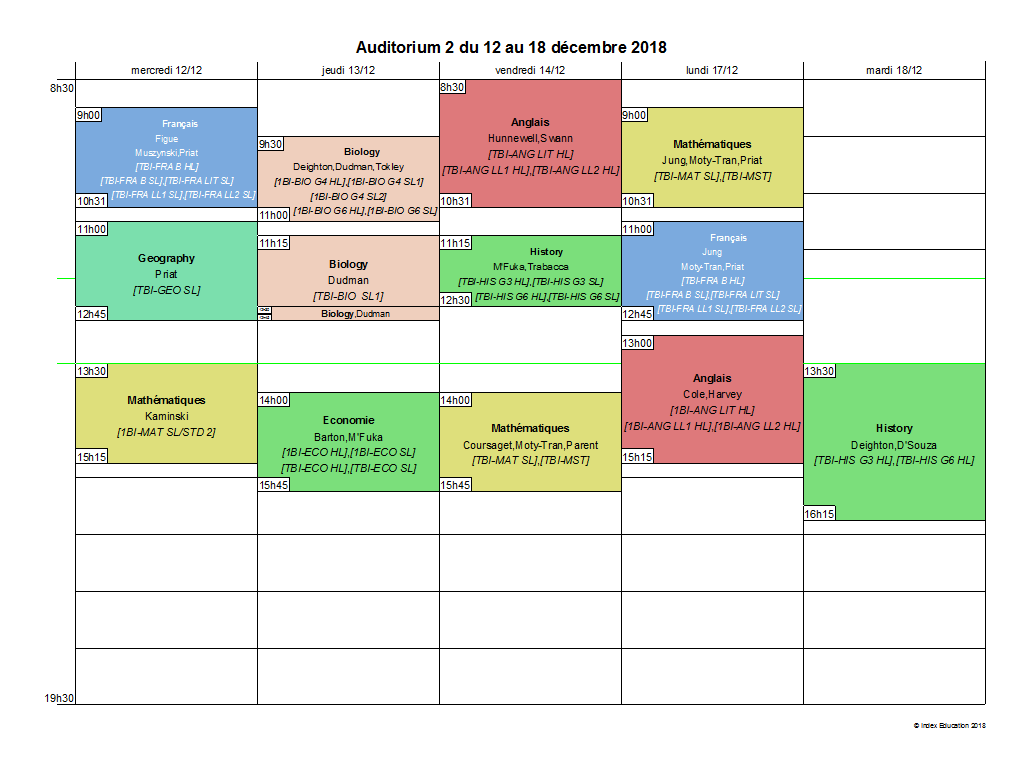 Auditorium 2 du 12 au 18 décembre 2018
mercredi 12/12
jeudi 13/12
vendredi 14/12
lundi 17/12
mardi 18/12
8h30
19h30
9h00
Français
Figue
Muszynski,Priat
[TBI-FRA B HL]
[TBI-FRA B SL],[TBI-FRA LIT SL]
[TBI-FRA LL1 SL],[TBI-FRA LL2 SL]
10h31
11h00
Geography
Priat
[TBI-GEO SL]
12h45
13h30
Mathématiques
Kaminski
[1BI-MAT SL/STD 2]
15h15
9h30
Biology
Deighton,Dudman,Tokley
[1BI-BIO G4 HL],[1BI-BIO G4 SL1]
[1BI-BIO G4 SL2]
[1BI-BIO G6 HL],[1BI-BIO G6 SL]
11h00
11h15
Biology
Dudman
[TBI-BIO SL1]
Biology,Dudman
14h00
Economie
Barton,M'Fuka
[1BI-ECO HL],[1BI-ECO SL]
[TBI-ECO HL],[TBI-ECO SL]
15h45
8h30
Anglais
Hunnewell,Swann
[TBI-ANG LIT HL]
[TBI-ANG LL1 HL],[TBI-ANG LL2 HL]
10h31
11h15
History
M'Fuka,Trabacca
[TBI-HIS G3 HL],[TBI-HIS G3 SL]
[TBI-HIS G6 HL],[TBI-HIS G6 SL]
12h30
14h00
Mathématiques
Coursaget,Moty-Tran,Parent
[TBI-MAT SL],[TBI-MST]
15h45
9h00
Mathématiques
Jung,Moty-Tran,Priat
[TBI-MAT SL],[TBI-MST]
10h31
11h00
Français
Jung
Moty-Tran,Priat
[TBI-FRA B HL]
[TBI-FRA B SL],[TBI-FRA LIT SL]
[TBI-FRA LL1 SL],[TBI-FRA LL2 SL]
12h45
13h00
Anglais
Cole,Harvey
[1BI-ANG LIT HL]
[1BI-ANG LL1 HL],[1BI-ANG LL2 HL]
15h15
13h30
History
Deighton,D'Souza
[TBI-HIS G3 HL],[TBI-HIS G6 HL]
16h15
© Index Education 2018